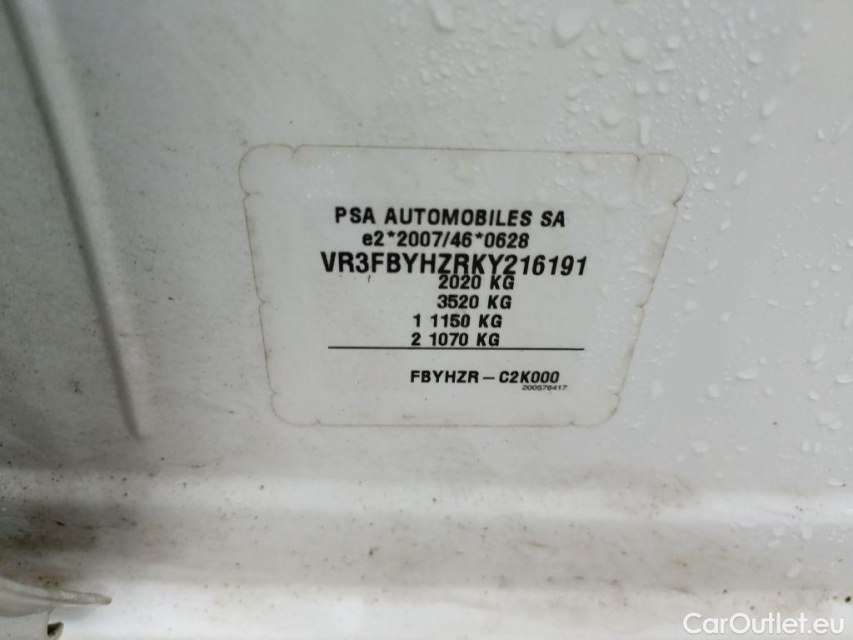 PSA AUTOMOBILES SA
e2*2007/46*0628
VR3FBYHZRKY216191
2020 KG
3520 KG
1 1150 KG
2 1070 KG
FBYHZR – C2K000
200576417
CarOutlet.eu